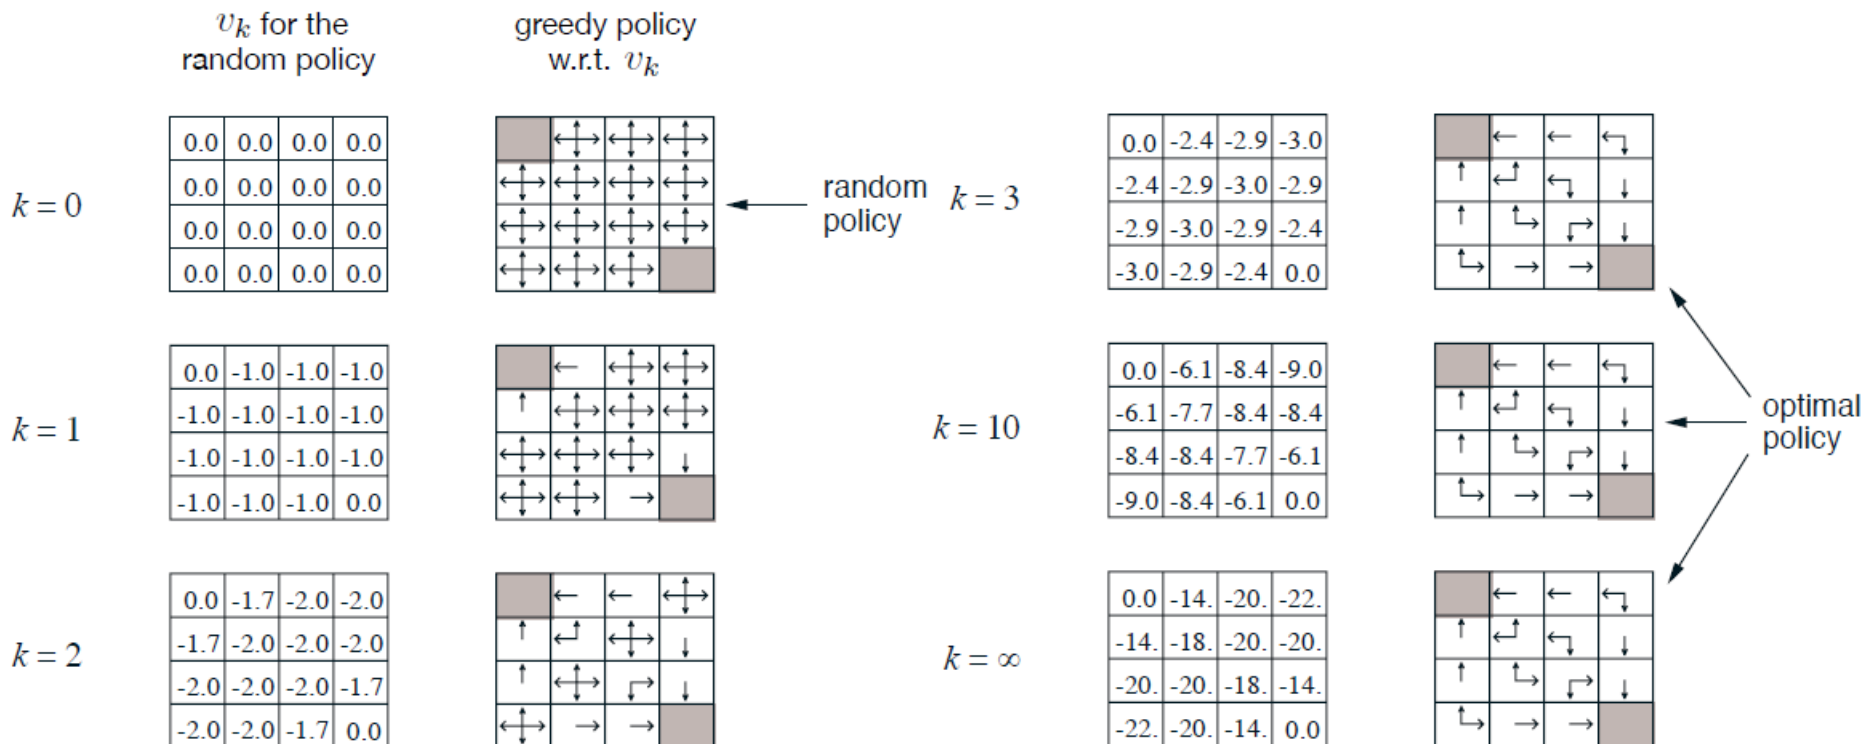 v_k for the
random policy
greedy policy
w.r.t. v_k
k = 0
0.0 0.0 0.0 0.0
0.0 0.0 0.0 0.0
0.0 0.0 0.0 0.0
0.0 0.0 0.0 0.0
random
policy
k = 1
0.0 -1.0 -1.0 -1.0
-1.0 -1.0 -1.0 -1.0
-1.0 -1.0 -1.0 -1.0
-1.0 -1.0 -1.0 0.0
k = 2
0.0 -1.7 -2.0 -2.0
-1.7 -2.0 -2.0 -2.0
-2.0 -2.0 -2.0 -1.7
-2.0 -2.0 -1.7 0.0
k = 3
0.0 -2.4 -2.9 -3.0
-2.4 -2.9 -3.0 -2.9
-2.9 -3.0 -2.9 -2.4
-3.0 -2.9 -2.4 0.0
k = 10
0.0 -6.1 -8.4 -9.0
-6.1 -7.7 -8.4 -8.4
-8.4 -8.4 -7.7 -6.1
-9.0 -8.4 -6.1 0.0
optimal
policy
k = ∞
0.0 -14. -20. -22.
-14. -18. -20. -20.
-20. -20. -18. -14.
-22. -20. -14. 0.0